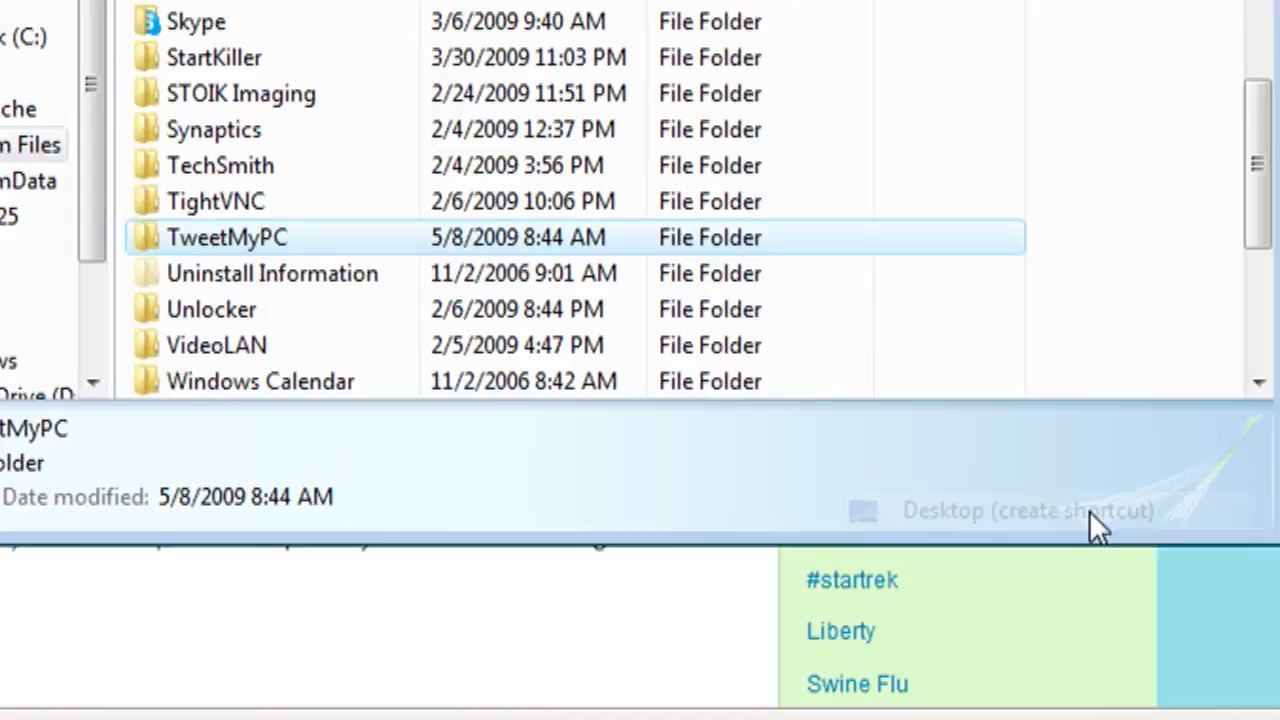 Skype 3/6/2009 9:40 AM File Folder
k (C:)
StartKiller 3/30/2009 11:03 PM File Folder
STOIK Imaging 2/24/2009 11:51 PM File Folder
che
Synaptics 2/4/2009 12:37 PM File Folder
m Files
TechSmith 2/4/2009 3:56 PM File Folder
mData
TightVNC 2/6/2009 10:06 PM File Folder
25
TweetMyPC 5/8/2009 8:44 AM File Folder
Uninstall Information 11/2/2006 9:01 AM File Folder
Unlocker 2/6/2009 8:44 PM File Folder
VideoLAN 2/5/2009 4:47 PM File Folder
ws
Windows Calendar 11/2/2006 8:42 AM File Folder
Drive (D:
tMyPC
older
Date modified: 5/8/2009 8:44 AM
Desktop (create shortcut)
#startrek
Liberty
Swine Flu